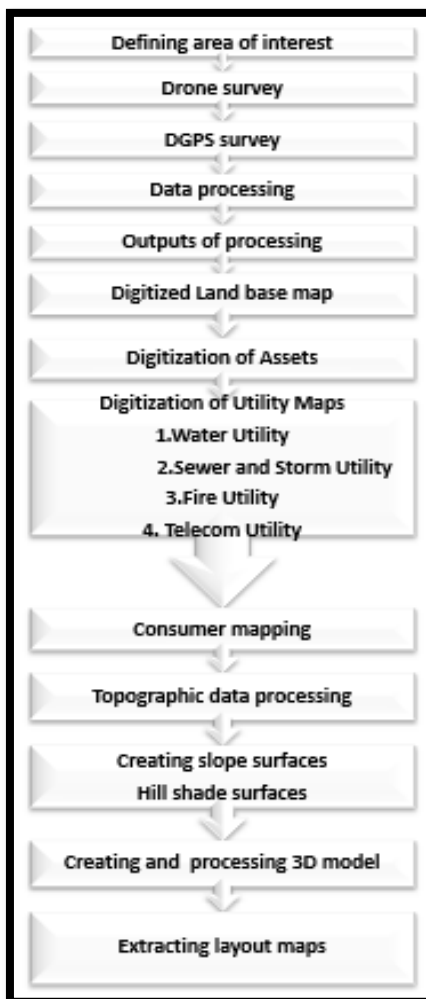 Defining area of interest
Drone survey
DGPS survey
Data processing
Outputs of processing
Digitized Land base map
Digitization of Assets
Digitization of Utility Maps
1.Water Utility
2.Sewer and Storm Utility
3.Fire Utility
4. Telecom Utility
Consumer mapping
Topographic data processing
Creating slope surfaces
Hill shade surfaces
Creating and processing 3D model
Extracting layout maps